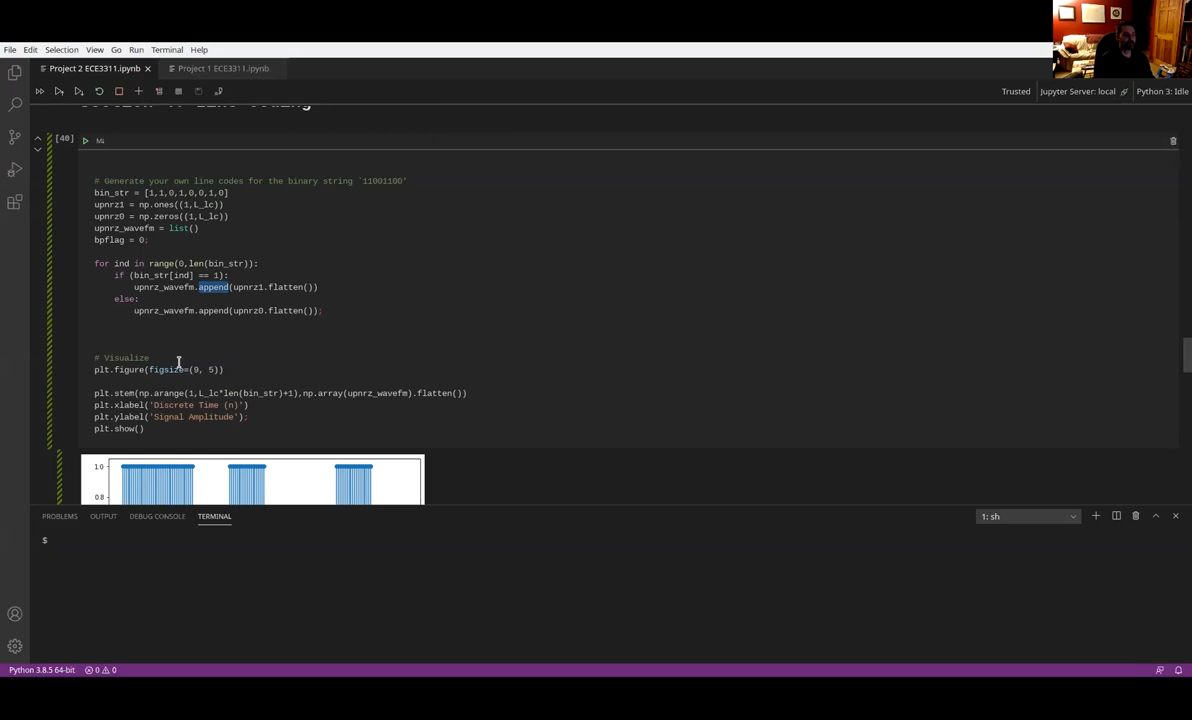 File Edit Selection View Go Run Terminal Help
Project 2 ECE3311.ipynb
Project 1 ECE3311.ipynb
Trusted
Jupyter Server: local
Python 3: Idle
[40]
M↓
# Generate your own line codes for the binary string `11001100'
bin_str = [1,1,0,1,0,0,1,0]
upnrz1 = np.ones((1,L_lc))
upnrz0 = np.zeros((1,L_lc))
upnrz_wavefm = list()
bpflag = 0;
for ind in range(0,len(bin_str)):
if (bin_str[ind] == 1):
upnrz_wavefm.append(upnrz1.flatten())
else:
upnrz_wavefm.append(upnrz0.flatten());
# Visualize
plt.figure(figsize=(9, 5))
plt.stem(np.arange(1,L_lc*len(bin_str)+1),np.array(upnrz_wavefm).flatten())
plt.xlabel('Discrete Time (n)')
plt.ylabel('Signal Amplitude');
plt.show()
1.0
0.8
PROBLEMS OUTPUT DEBUG CONSOLE TERMINAL
1: sh
$
Python 3.8.5 64-bit
0
0